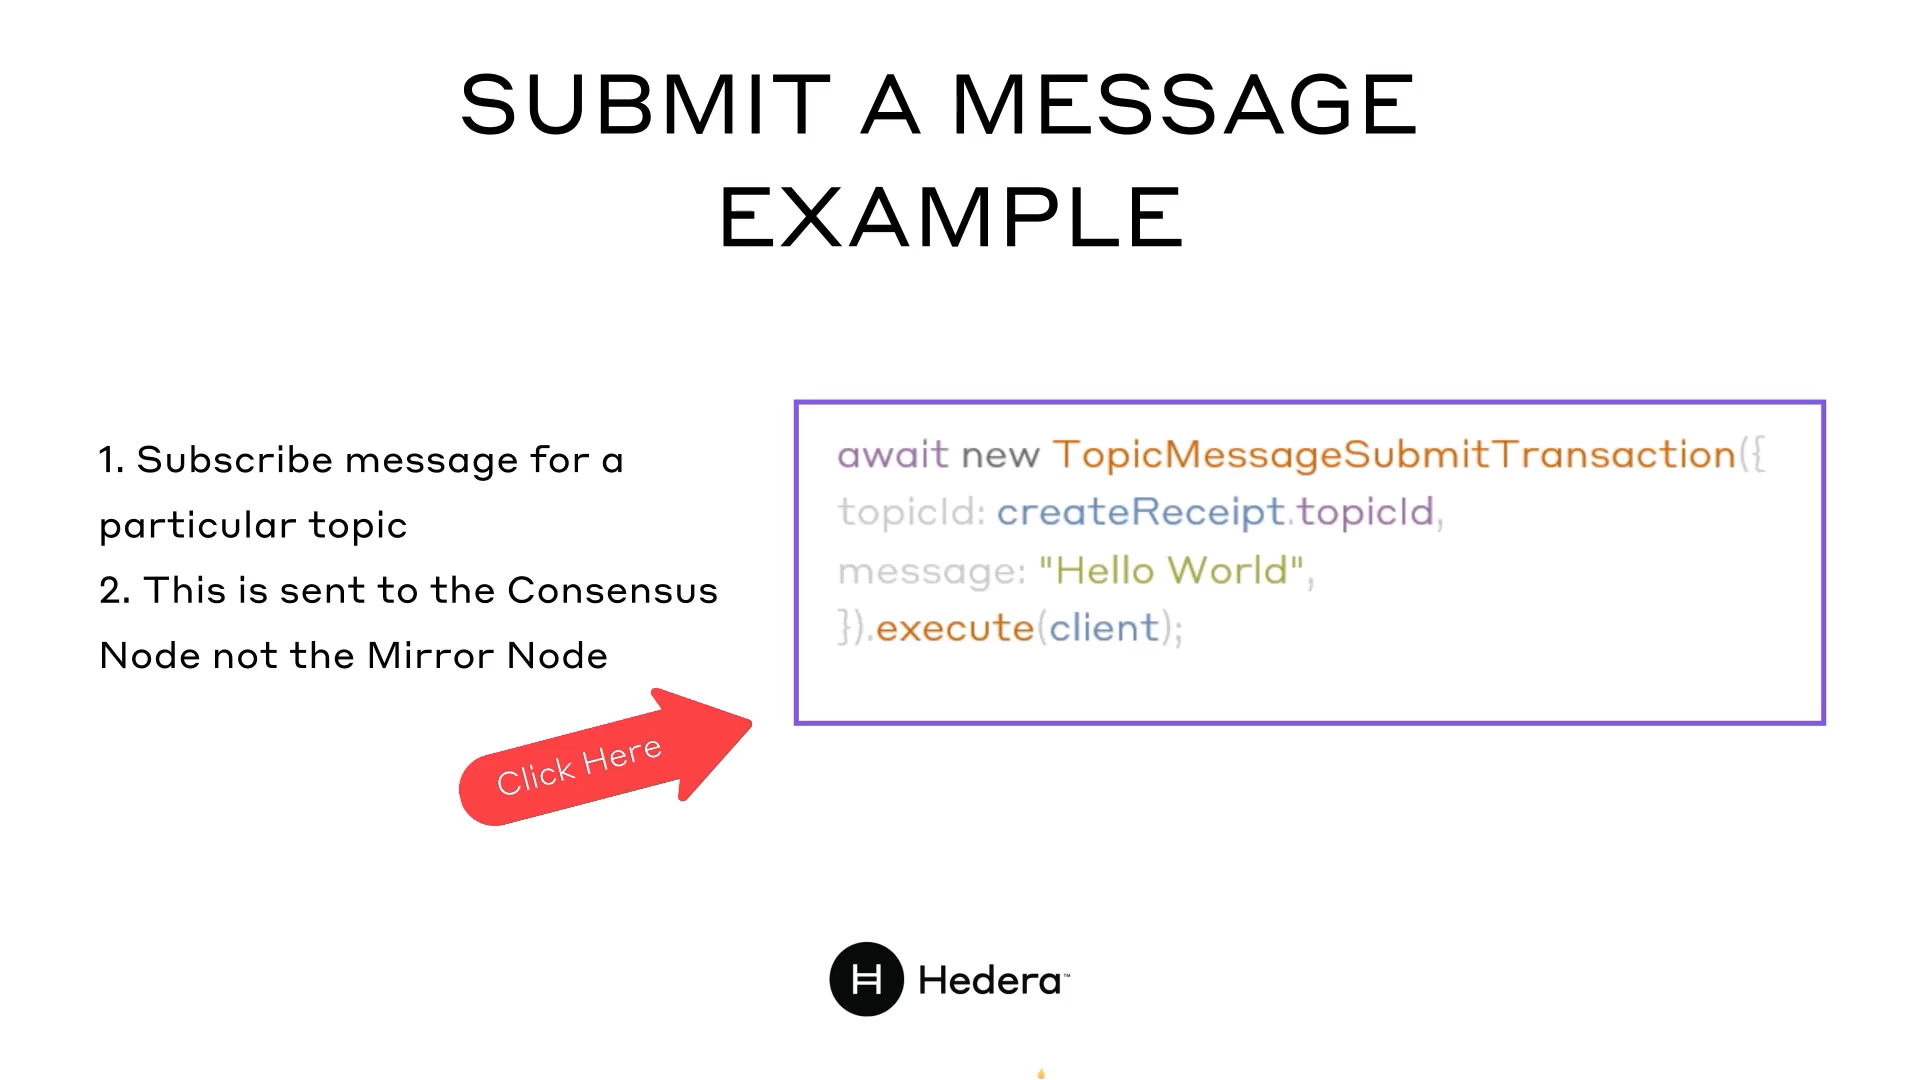 SUBMIT A MESSAGE
EXAMPLE
1. Subscribe message for a
particular topic
2. This is sent to the Consensus
Node not the Mirror Node
Click Here
await new TopicMessageSubmitTransaction({
topicId: createReceipt.topicId,
message: "Hello World",
}).execute(client);
H Hedera™